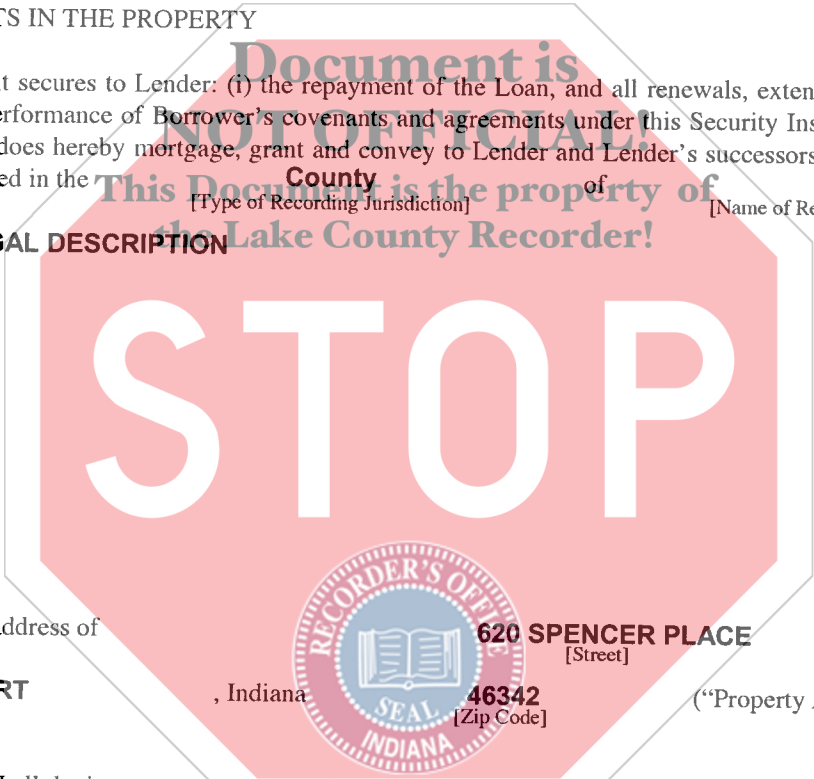 TS IN THE PROPERTY
Document is
t secures to Lender: (i) the repayment of the Loan, and all renewals, exten
erformance of Borrower's covenants and agreements under this Security Ins
NOT OFFICIAL!
does hereby mortgage, grant and convey to Lender and Lender's successors
ed in the County of
This Document is the property of
[Type of Recording Jurisdiction] [Name of Re
the Lake County Recorder!
GAL DESCRIPTION
STOP
RECORDER'S OFFICE
SEAL
INDIANA
address of 620 SPENCER PLACE
[Street]
RT , Indiana 46342 ("Property A
[Zip Code]